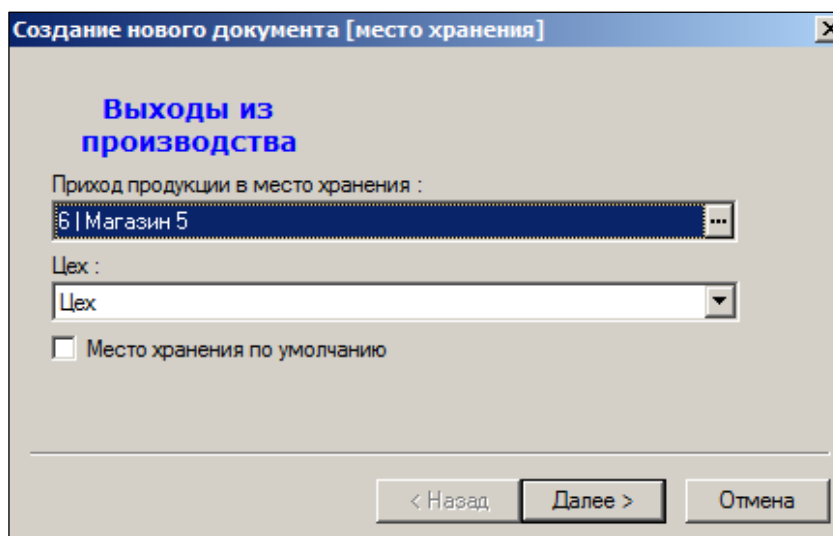 Создание нового документа [место хранения]
Выходы из
производства
Приход продукции в место хранения :
6 | Магазин 5
...
Цех :
Цех
Место хранения по умолчанию
< Назад
Далее >
Отмена